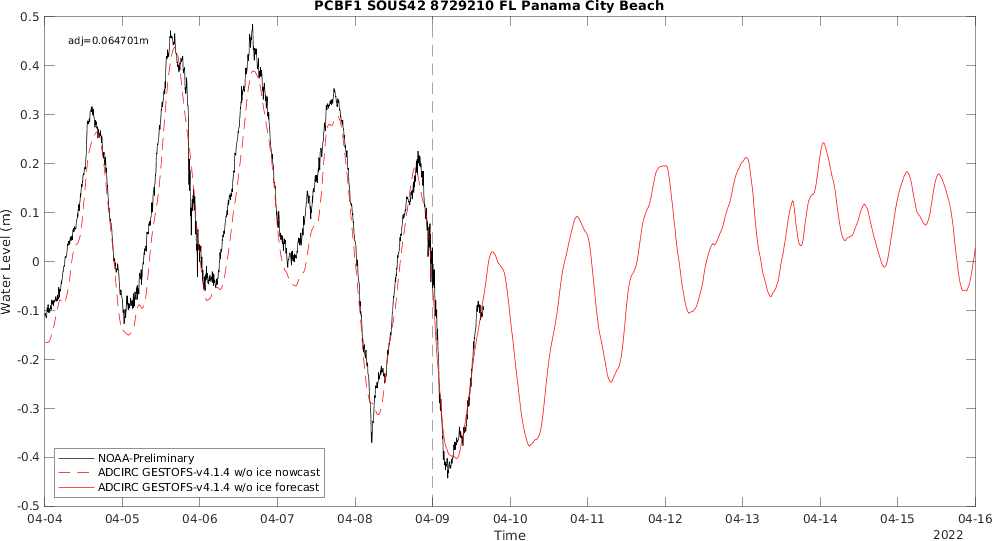 PCBF1 SOUS42 8729210 FL Panama City Beach
adj=0.064701m
0.5
0.4
0.3
0.2
0.1
0
-0.1
-0.2
-0.3
-0.4
-0.5
Water Level (m)
NOAA-Preliminary
ADCIRC GESTOFS-v4.1.4 w/o ice nowcast
ADCIRC GESTOFS-v4.1.4 w/o ice forecast
04-04 04-05 04-06 04-07 04-08 04-09 04-10 04-11 04-12 04-13 04-14 04-15 04-16
Time
2022